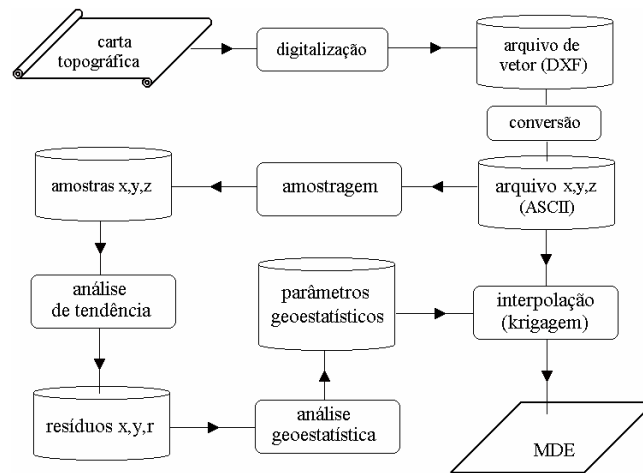 carta
topográfica
digitalização
arquivo de
vetor (DXF)
conversão
amostras x,y,z
amostragem
arquivo x,y,z
(ASCII)
análise
de tendência
parâmetros
geoestatísticos
interpolação
(krigagem)
resíduos x,y,r
análise
geoestatística
MDE